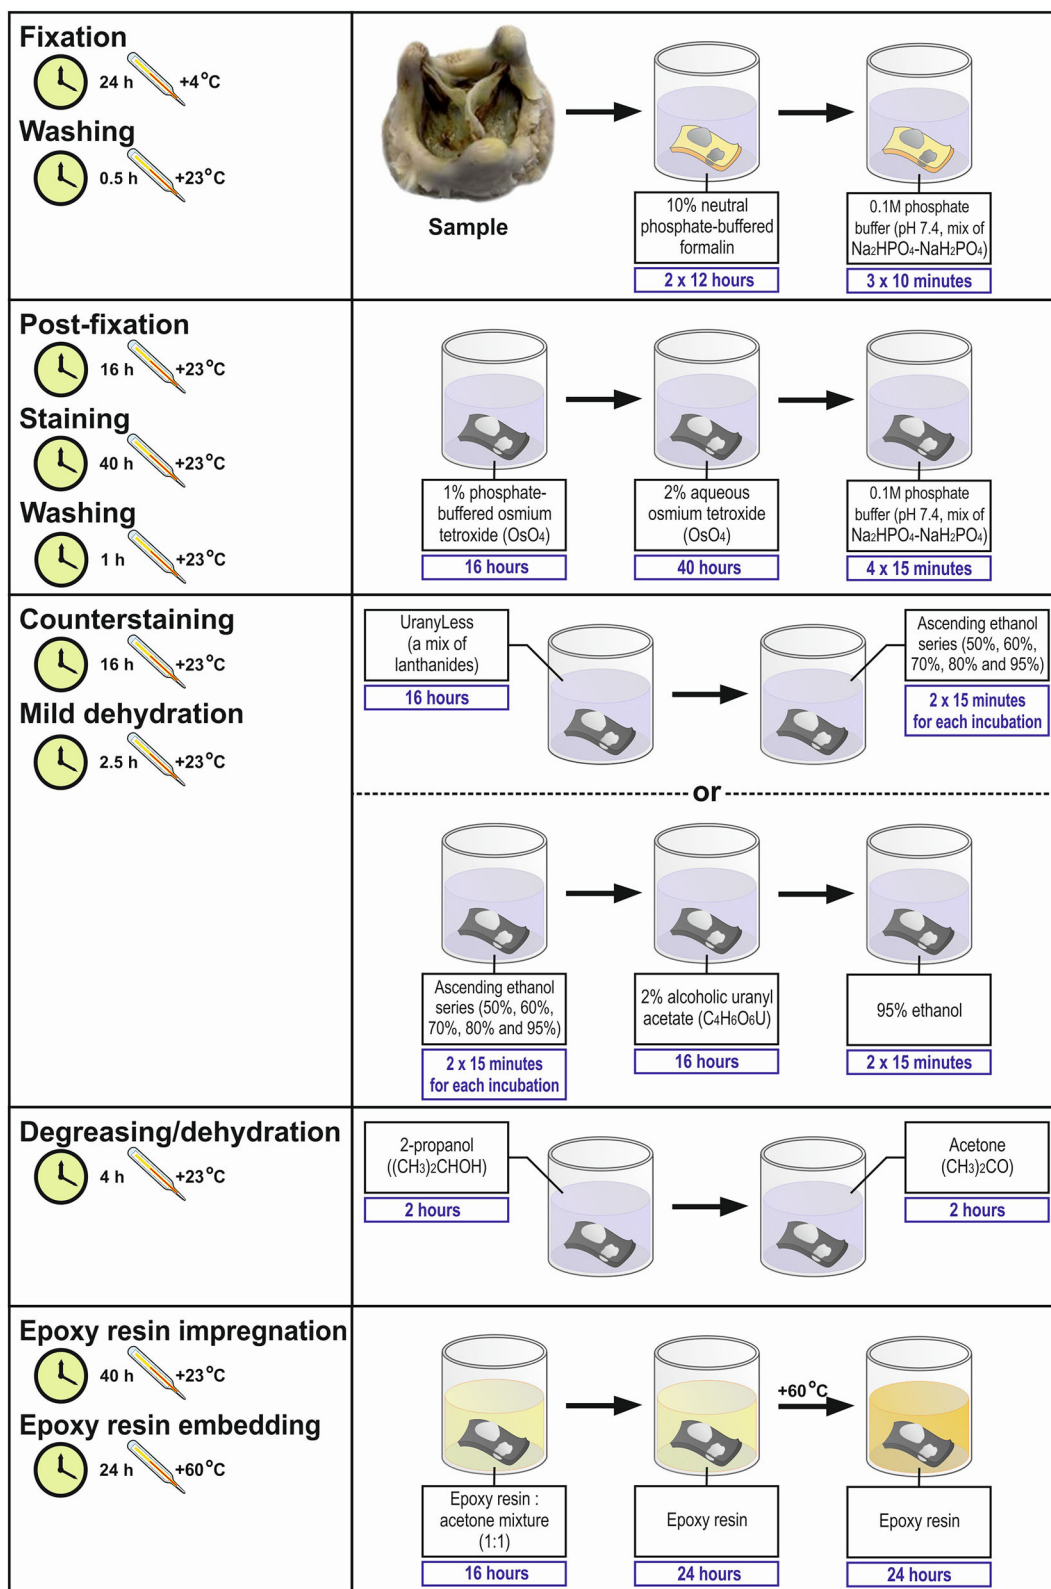 Fixation
24 h
+4°C
Washing
0.5 h
+23°C
Sample
10% neutral
phosphate-buffered
formalin
2 x 12 hours
0.1M phosphate
buffer (pH 7.4, mix of
Na₂HPO₄-NaH₂PO₄)
3 x 10 minutes
Post-fixation
16 h
+23°C
Staining
40 h
+23°C
Washing
1 h
+23°C
1% phosphate-
buffered osmium
tetroxide (OsO₄)
16 hours
2% aqueous
osmium tetroxide
(OsO₄)
40 hours
0.1M phosphate
buffer (pH 7.4, mix of
Na₂HPO₄-NaH₂PO₄)
4 x 15 minutes
Counterstaining
16 h
+23°C
Mild dehydration
2.5 h
+23°C
UranyLess
(a mix of
lanthanides)
16 hours
Ascending ethanol
series (50%, 60%,
70%, 80% and 95%)
2 x 15 minutes
for each incubation
or
Ascending ethanol
series (50%, 60%,
70%, 80% and 95%)
2 x 15 minutes
for each incubation
2% alcoholic uranyl
acetate (C₄H₆O₆U)
16 hours
95% ethanol
2 x 15 minutes
Degreasing/dehydration
4 h
+23°C
2-propanol
((CH₃)₂CHOH)
2 hours
Acetone
(CH₃)₂CO)
2 hours
Epoxy resin impregnation
40 h
+23°C
Epoxy resin embedding
24 h
+60°C
Epoxy resin :
acetone mixture
(1:1)
16 hours
Epoxy resin
24 hours
+60°C
Epoxy resin
24 hours